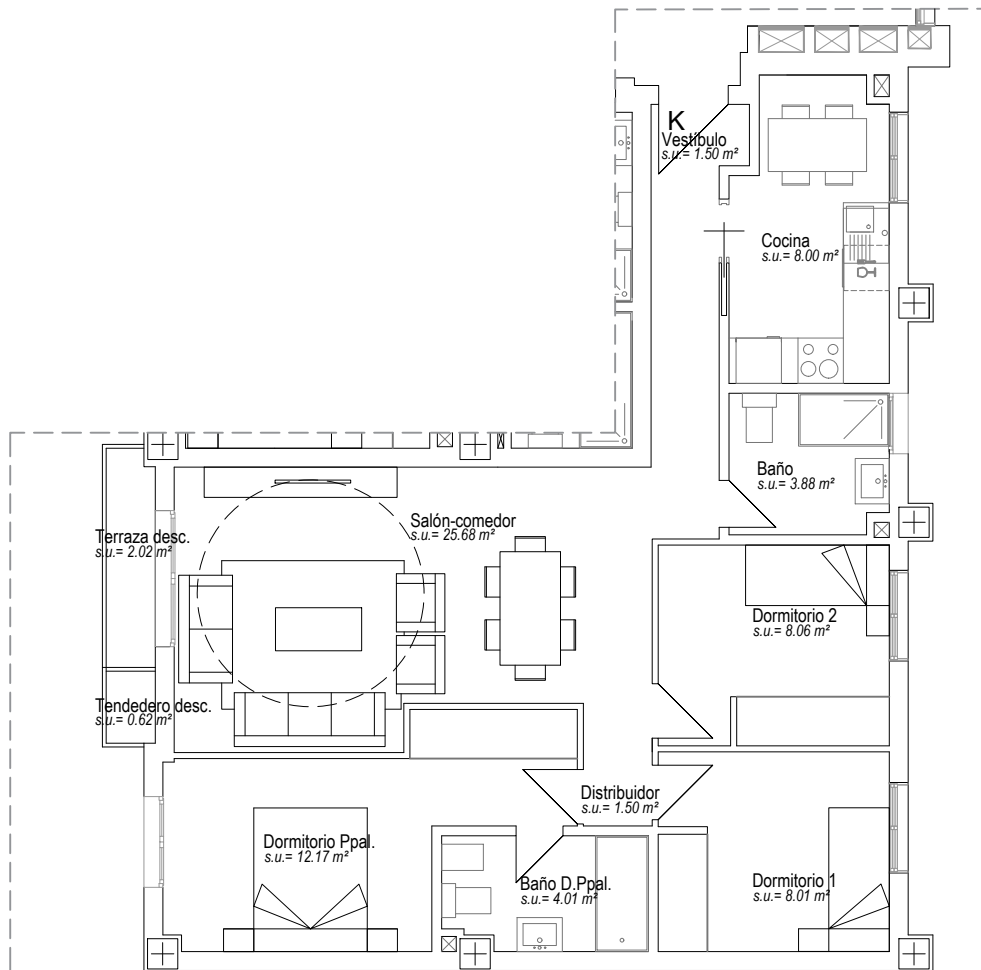 K
Vestíbulo
s.u.= 1.50 m²
Cocina
s.u.= 8.00 m²
Baño
s.u.= 3.88 m²
Salón-comedor
s.u.= 25.68 m²
Terraza desc.
s.u.= 2.02 m²
Dormitorio 2
s.u.= 8.06 m²
Tendedero desc.
s.u.= 0.62 m²
Distribuidor
s.u.= 1.50 m²
Dormitorio Ppal.
s.u.= 12.17 m²
Baño D.Ppal.
s.u.= 4.01 m²
Dormitorio 1
s.u.= 8.01 m²